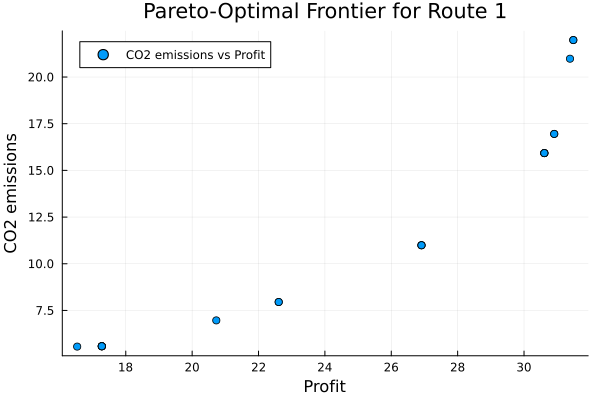 Pareto-Optimal Frontier for Route 1
CO2 emissions vs Profit
CO2 emissions
20.0
17.5
15.0
12.5
10.0
7.5
18 20 22 24 26 28 30
Profit